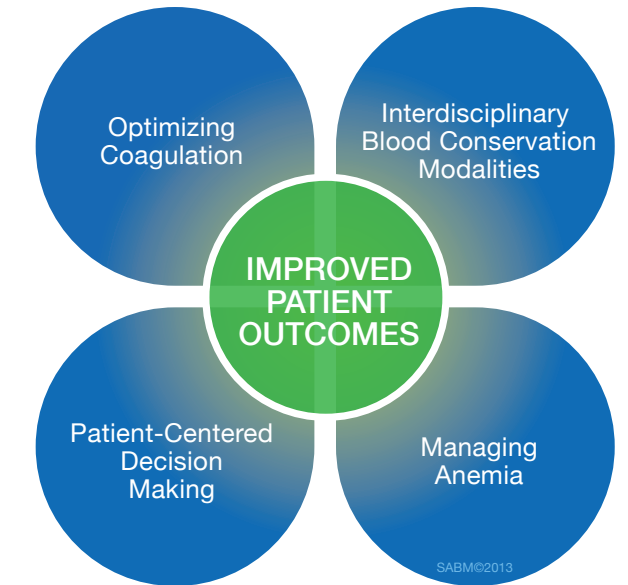 Optimizing
Coagulation
Interdisciplinary
Blood Conservation
Modalities
IMPROVED
PATIENT
OUTCOMES
Patient-Centered
Decision
Making
Managing
Anemia
SABM©2013